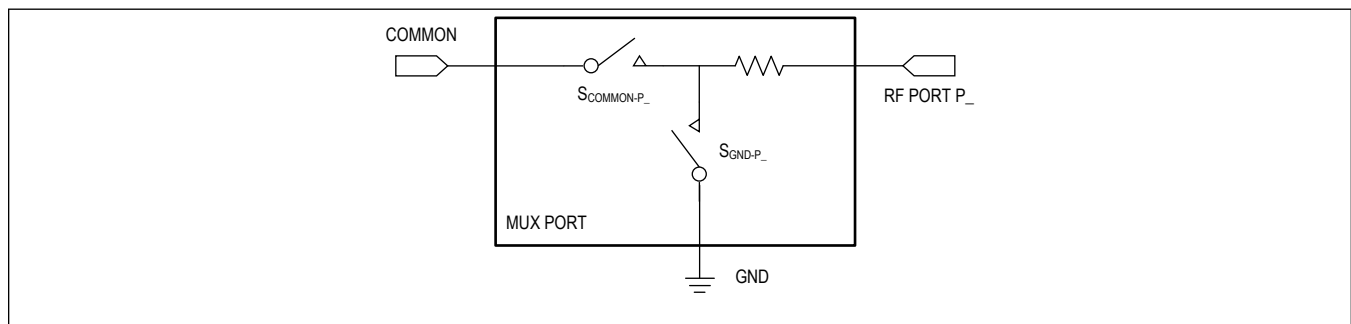 COMMON
SCOMMON-P_
RF PORT P_
SGND-P_
MUX PORT
GND